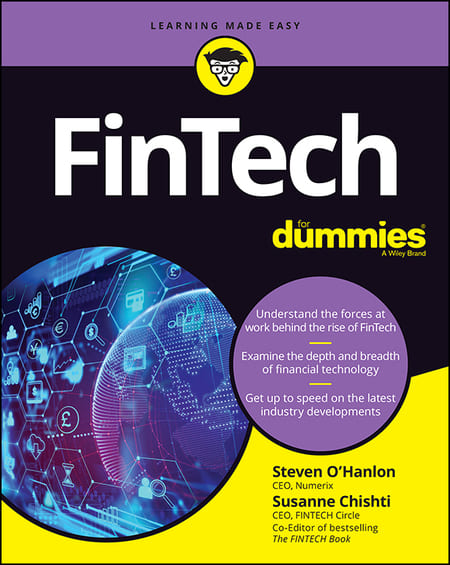 LEARNING MADE EASY
FinTech
for
dummies®
A Wiley Brand
Understand the forces at
work behind the rise of FinTech
Examine the depth and breadth
of financial technology
Get up to speed on the latest
industry developments
Steven O’Hanlon
CEO, Numerix
Susanne Chishti
CEO, FINTECH Circle
Co-Editor of bestselling
The FINTECH Book